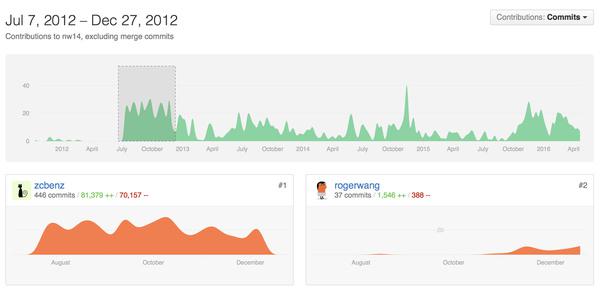 Jul 7, 2012 – Dec 27, 2012
Contributions: Commits
Contributions to nw14, excluding merge commits
40
20
0
2012 April July October 2013 April July October 2014 April July October 2015 April July October 2016 April
zcbenz #1
446 commits / 81,379 ++ / 70,157 --
August October December
rogerwang #2
37 commits / 1,546 ++ / 388 --
20
August October December